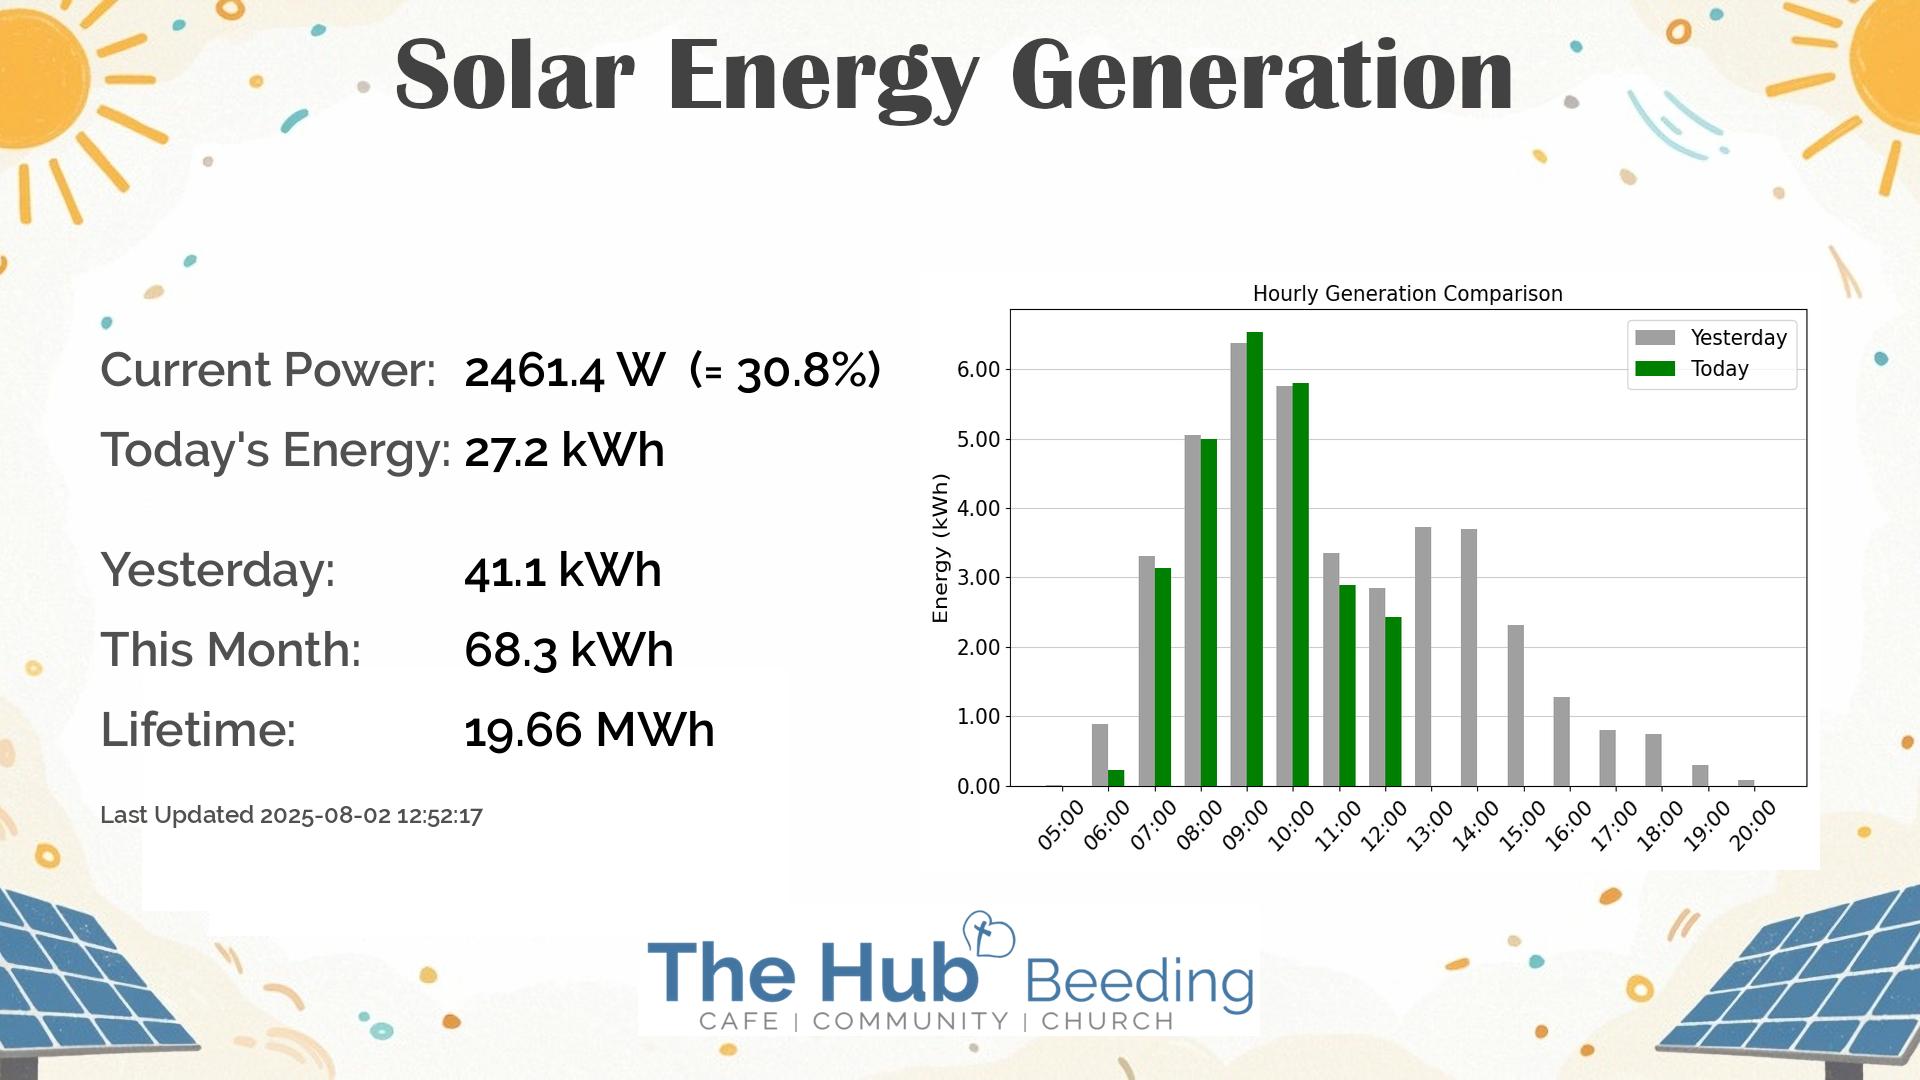 Solar Energy Generation
Current Power: 2461.4 W (= 30.8%)
Today's Energy: 27.2 kWh
Yesterday: 41.1 kWh
This Month: 68.3 kWh
Lifetime: 19.66 MWh
Last Updated 2025-08-02 12:52:17
Hourly Generation Comparison
Yesterday
Today
Energy (kWh)
6.00
5.00
4.00
3.00
2.00
1.00
0.00
05:00 06:00 07:00 08:00 09:00 10:00 11:00 12:00 13:00 14:00 15:00 16:00 17:00 18:00 19:00 20:00
The Hub Beeding
CAFE | COMMUNITY | CHURCH